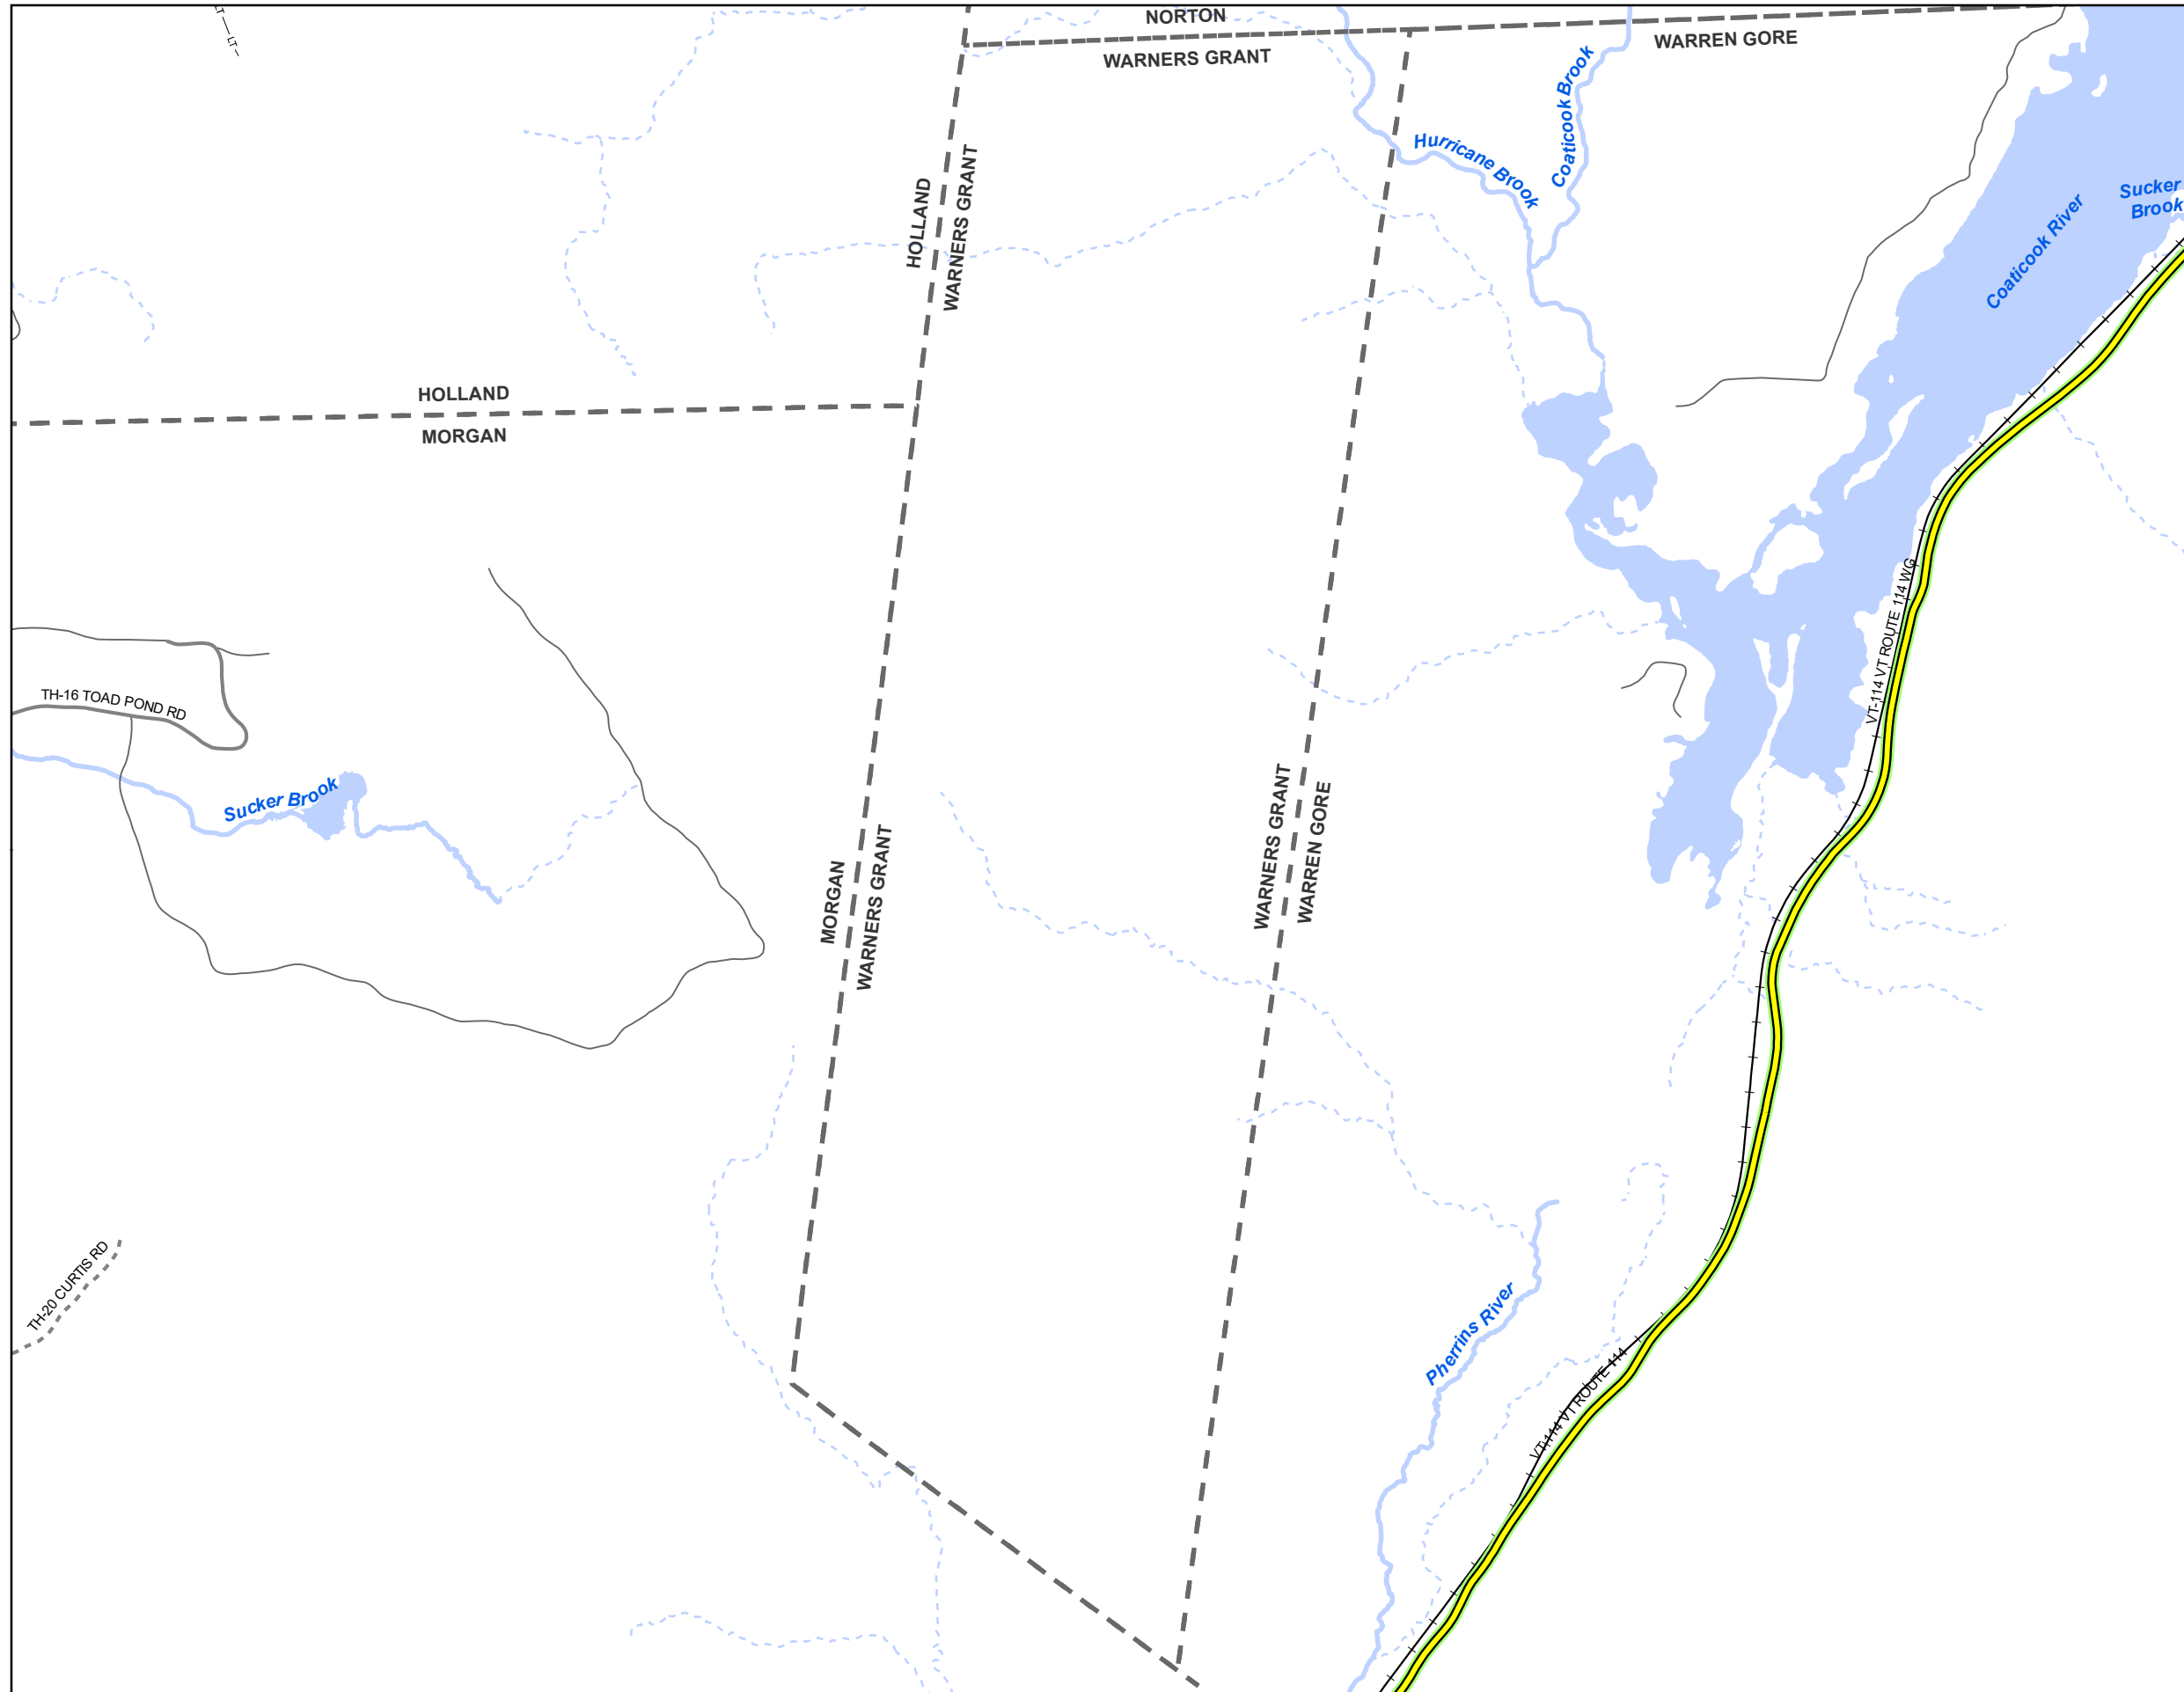 LT — LT –
NORTON
WARNERS GRANT
WARREN GORE
Coaticook Brook
Hurricane Brook
HOLLAND
WARNERS GRANT
Sucker
Brook
Coaticook River
HOLLAND
MORGAN
VT-114 VT ROUTE 114 WG
TH-16 TOAD POND RD
Sucker Brook
WARNERS GRANT
WARREN GORE
MORGAN
WARNERS GRANT
TH-20 CURTIS RD
Pherrins River
VT-114 VT ROUTE 114